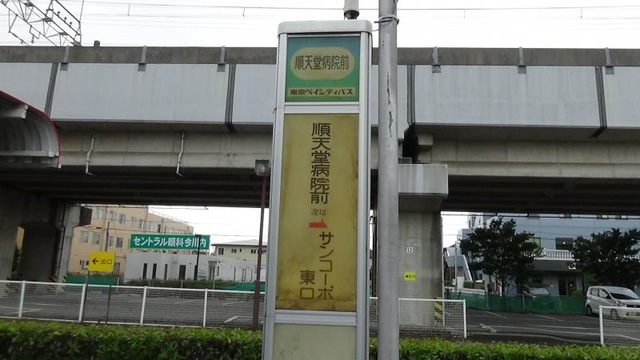 順天堂病院前
東京ベイシティバス
順天堂病院前
次は
サンコーポ
東口
セントラル眼科今川内
出口
12